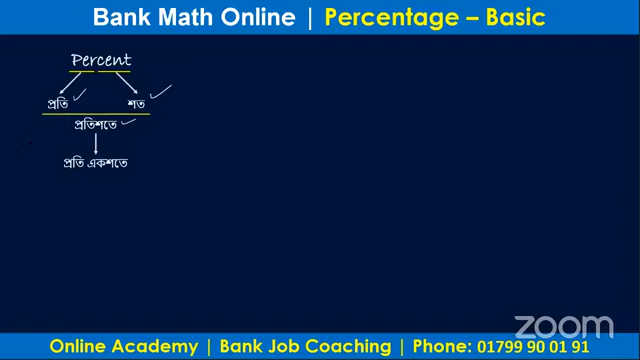 Bank Math Online | Percentage – Basic
Percent
প্রতি শত
প্রতিশতে
প্রতি একশতে
zoom
Online Academy | Bank Job Coaching | Phone: 01799 90 01 91